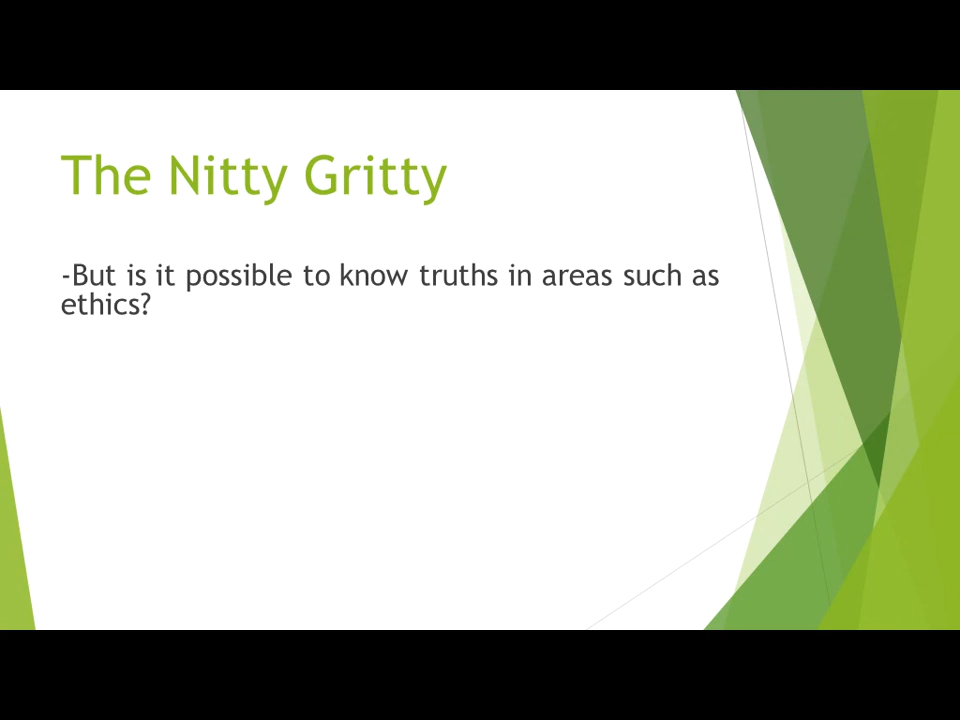 The Nitty Gritty
-But is it possible to know truths in areas such as
ethics?